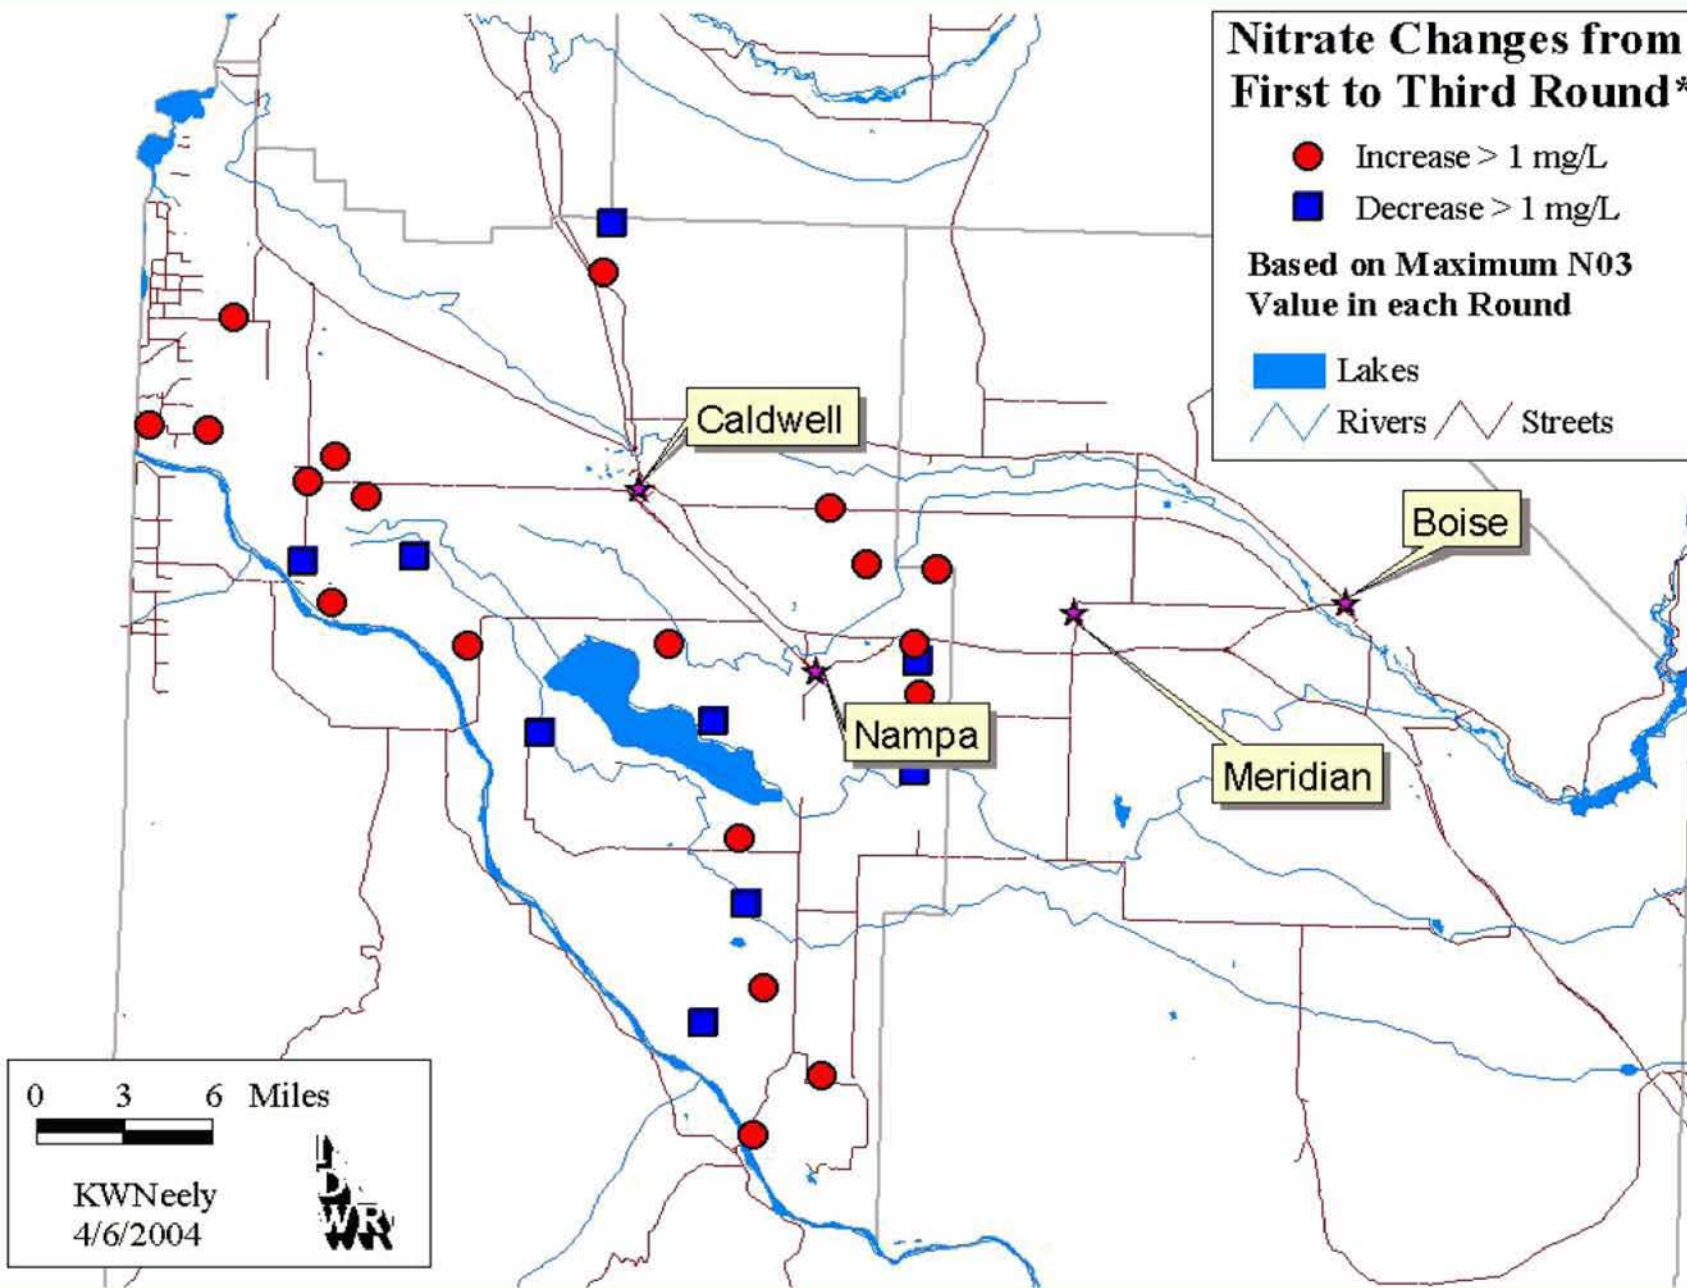 Nitrate Changes from
First to Third Round*
Increase > 1 mg/L
Decrease > 1 mg/L
Based on Maximum N03
Value in each Round
Lakes
Rivers
Streets
Caldwell
Boise
Nampa
Meridian
0 3 6 Miles
KWNeely
4/6/2004
IDWR